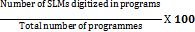 Number of SLMs digitized in programs
X 100
Total number of programmes